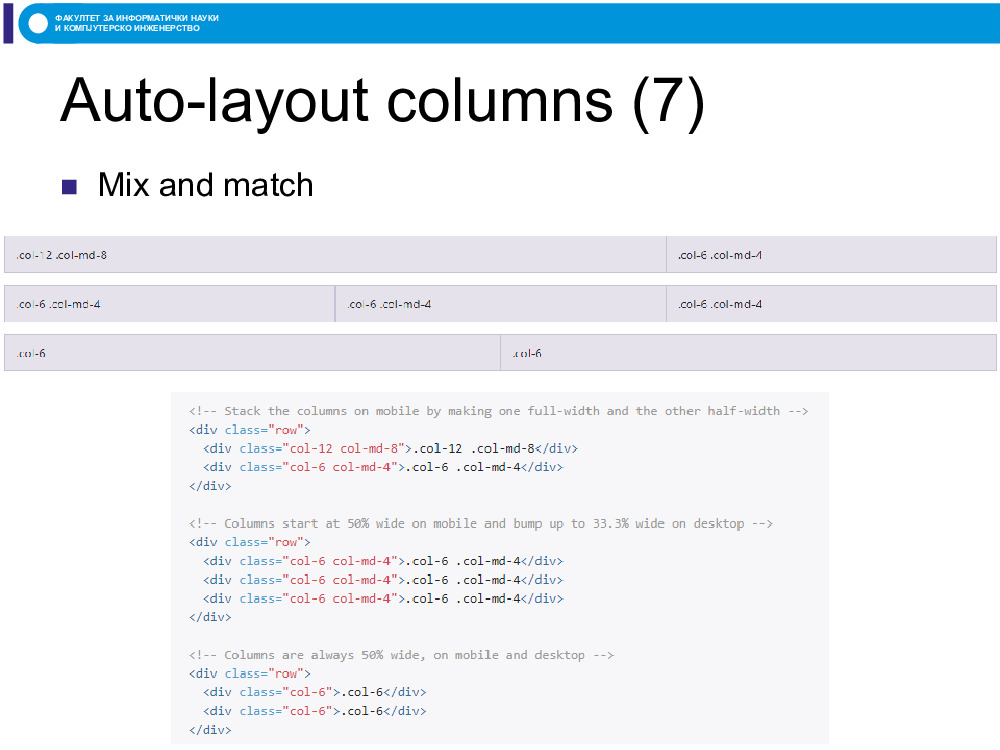 ФАКУЛТЕТ ЗА ИНФОРМАТИЧКИ НАУКИ
И КОМПЈУТЕРСКО ИНЖЕНЕРСТВО
Auto-layout columns (7)
Mix and match
.col-12 .col-md-8 .col-6 .col-md-4
.col-6 .col-md-4 .col-6 .col-md-4 .col-6 .col-md-4
.col-6 .col-6
<!-- Stack the columns on mobile by making one full-width and the other half-width -->
<div class="row">
  <div class="col-12 col-md-8">.col-12 .col-md-8</div>
  <div class="col-6 col-md-4">.col-6 .col-md-4</div>
</div>

<!-- Columns start at 50% wide on mobile and bump up to 33.3% wide on desktop -->
<div class="row">
  <div class="col-6 col-md-4">.col-6 .col-md-4</div>
  <div class="col-6 col-md-4">.col-6 .col-md-4</div>
  <div class="col-6 col-md-4">.col-6 .col-md-4</div>
</div>

<!-- Columns are always 50% wide, on mobile and desktop -->
<div class="row">
  <div class="col-6">.col-6</div>
  <div class="col-6">.col-6</div>
</div>